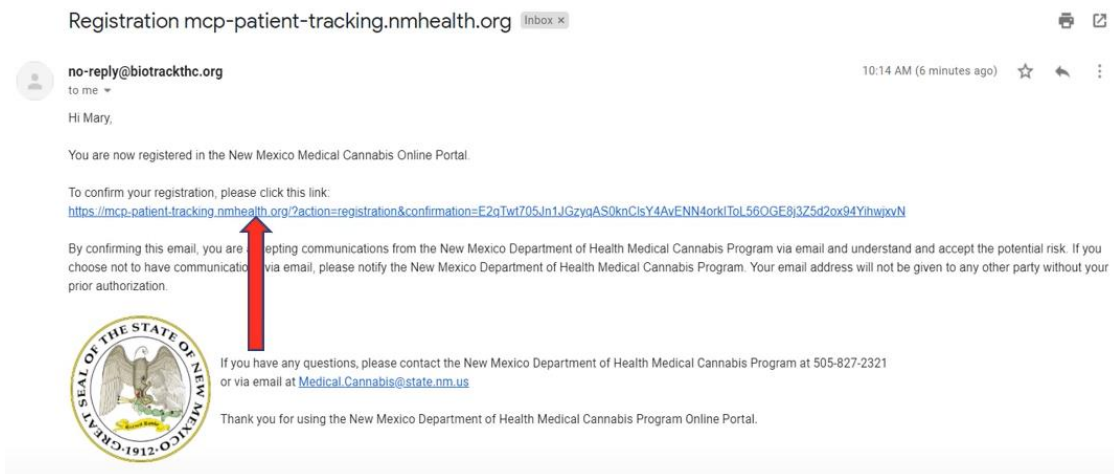 Registration mcp-patient-tracking.nmhealth.org Inbox ×
no-reply@biotrackthc.org 10:14 AM (6 minutes ago)
to me
Hi Mary,
You are now registered in the New Mexico Medical Cannabis Online Portal.
To confirm your registration, please click this link:
https://mcp-patient-tracking.nmhealth.org/?action=registration&confirmation=E2qTwt705Jn1JGzyqAS0knClsY4AvENN4orkIToL56OGE8j3Z5d2ox94YihwjxvN
By confirming this email, you are accepting communications from the New Mexico Department of Health Medical Cannabis Program via email and understand and accept the potential risk. If you
choose not to have communication via email, please notify the New Mexico Department of Health Medical Cannabis Program. Your email address will not be given to any other party without your
prior authorization.
GREAT SEAL OF THE STATE OF NEW MEXICO
·1912·
If you have any questions, please contact the New Mexico Department of Health Medical Cannabis Program at 505-827-2321
or via email at Medical.Cannabis@state.nm.us
Thank you for using the New Mexico Department of Health Medical Cannabis Program Online Portal.